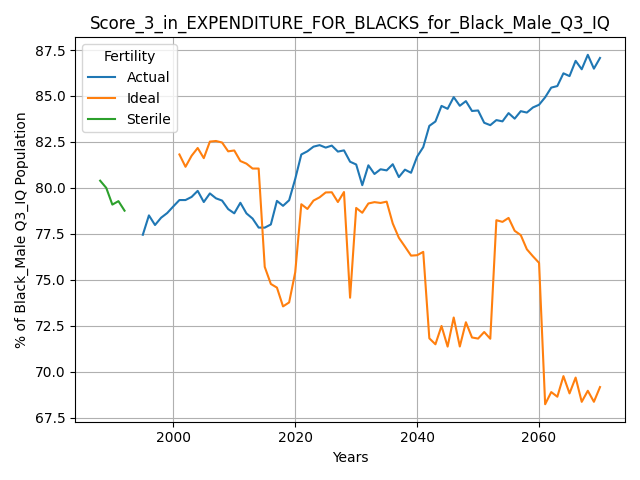 Score_3_in_EXPENDITURE_FOR_BLACKS_for_Black_Male_Q3_IQ
Fertility
Actual
Ideal
Sterile
% of Black_Male Q3_IQ Population
87.5
85.0
82.5
80.0
77.5
75.0
72.5
70.0
67.5
2000
2020
2040
2060
Years